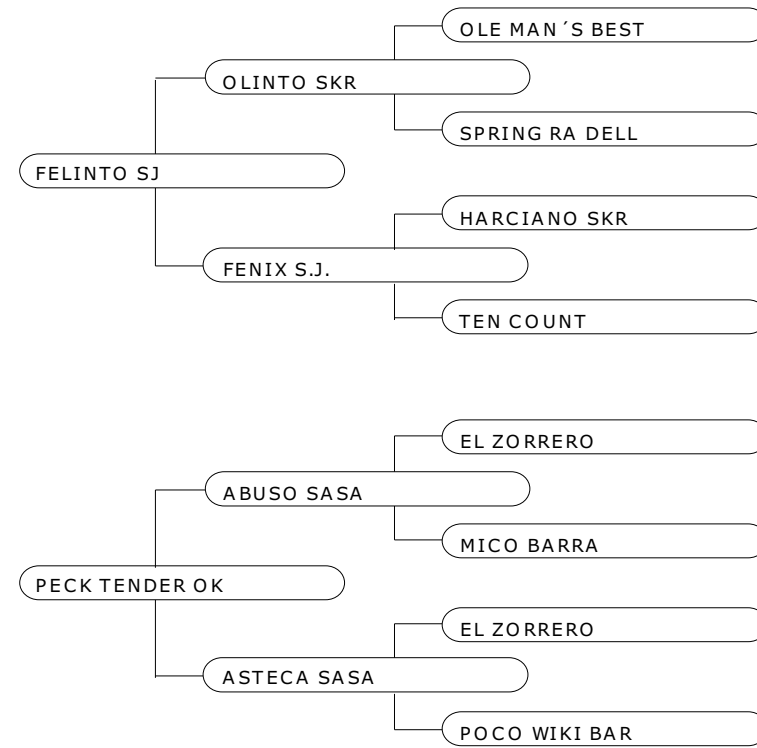 OLE MAN´S BEST
OLINTO SKR
SPRING RA DELL
FELINTO SJ
HARCIANO SKR
FENIX S.J.
TEN COUNT
EL ZORRERO
ABUSO SASA
MICO BARRA
PECK TENDER OK
EL ZORRERO
ASTECA SASA
POCO WIKI BAR